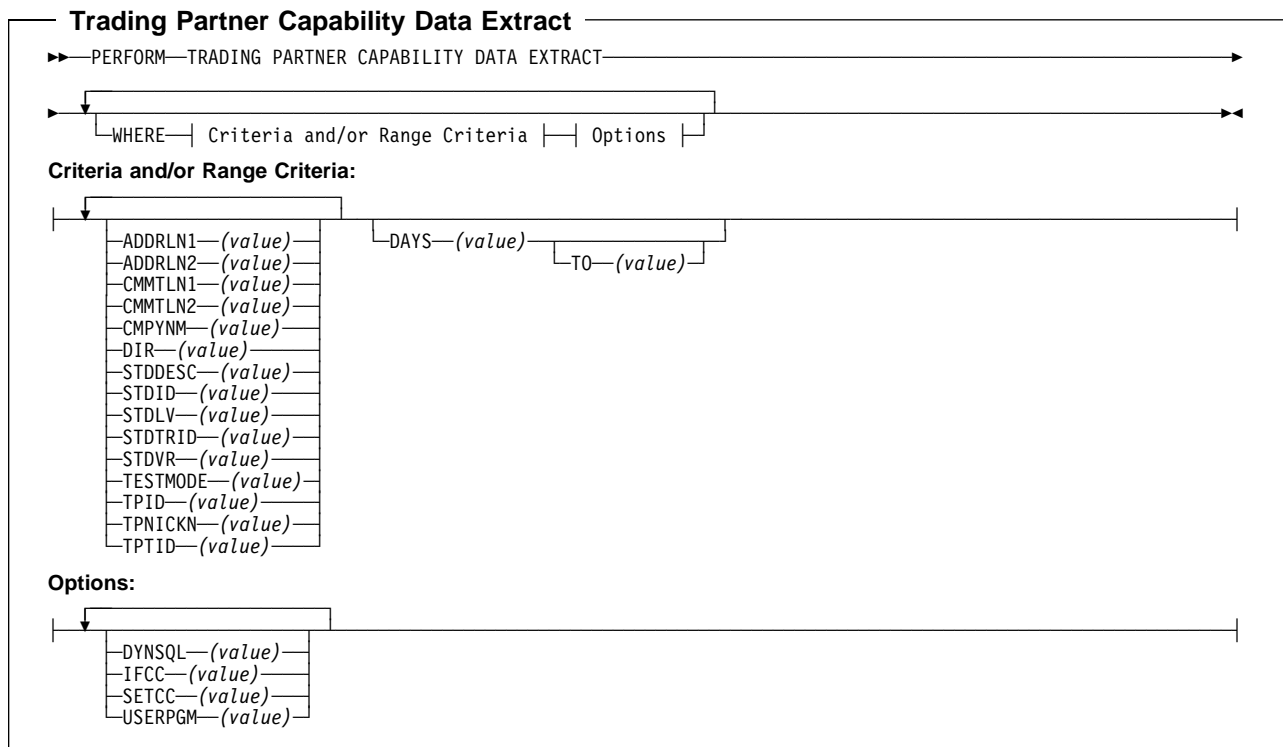 Trading Partner Capability Data Extract
PERFORM TRADING PARTNER CAPABILITY DATA EXTRACT
WHERE Criteria and/or Range Criteria Options
Criteria and/or Range Criteria:
ADDRLN1 (value) DAYS (value)
ADDRLN2 (value) TO (value)
CMMTLN1 (value)
CMMTLN2 (value)
CMPYNM (value)
DIR (value)
STDDESC (value)
STDID (value)
STDLV (value)
STDTRID (value)
STDVR (value)
TESTMODE (value)
TPID (value)
TPNICKN (value)
TPTID (value)
Options:
DYNSQL (value)
IFCC (value)
SETCC (value)
USERPGM (value)